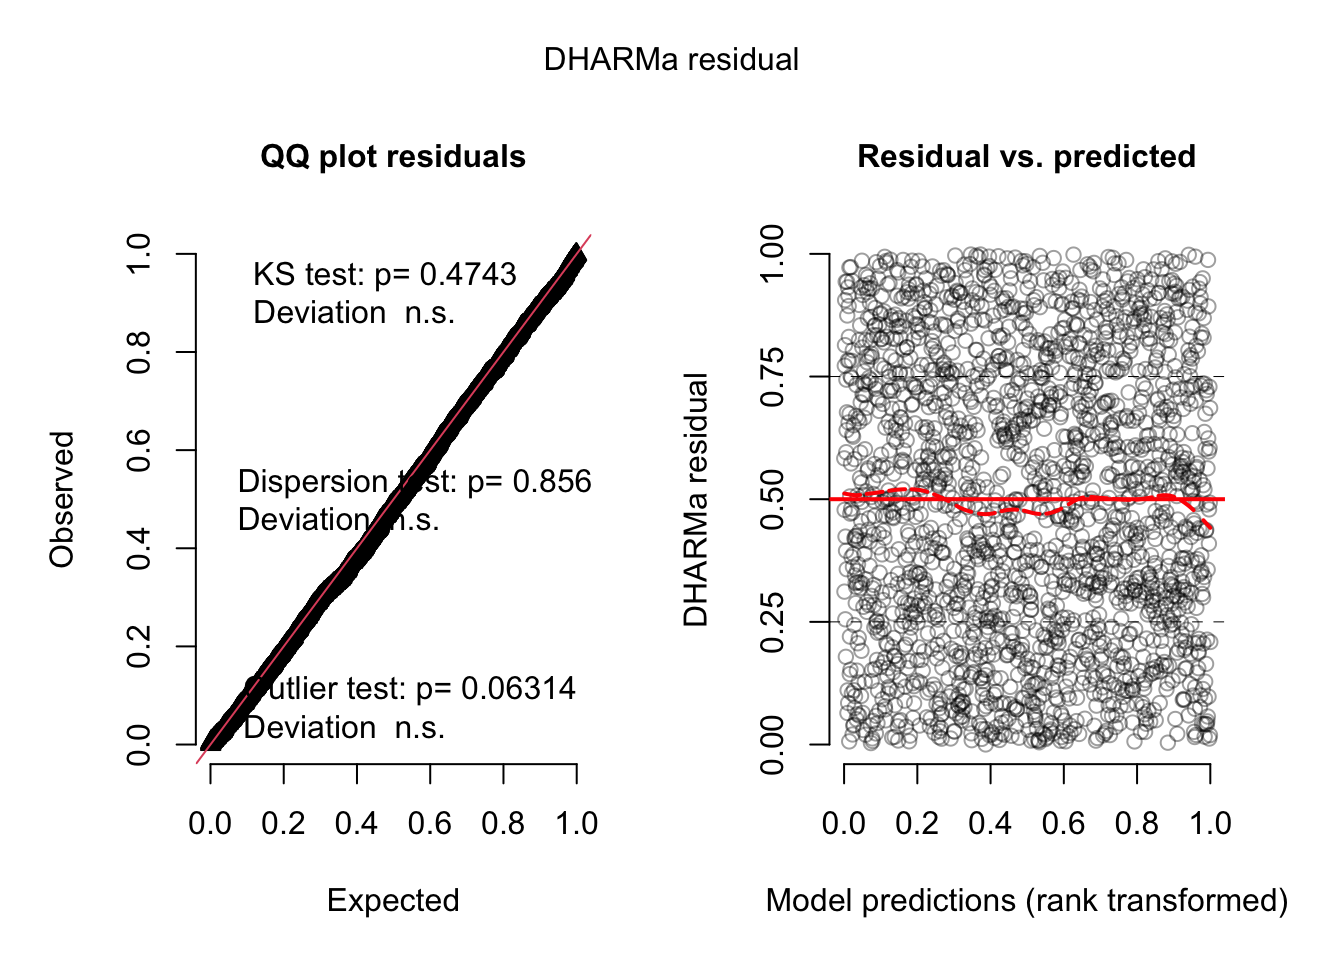 DHARMa residual
QQ plot residuals
KS test: p= 0.4743
Deviation n.s.
Dispersion test: p= 0.856
Deviation n.s.
Outlier test: p= 0.06314
Deviation n.s.
Observed
0.0 0.2 0.4 0.6 0.8 1.0
0.0 0.2 0.4 0.6 0.8 1.0
Expected
Residual vs. predicted
DHARMa residual
0.00 0.25 0.50 0.75 1.00
0.0 0.2 0.4 0.6 0.8 1.0
Model predictions (rank transformed)